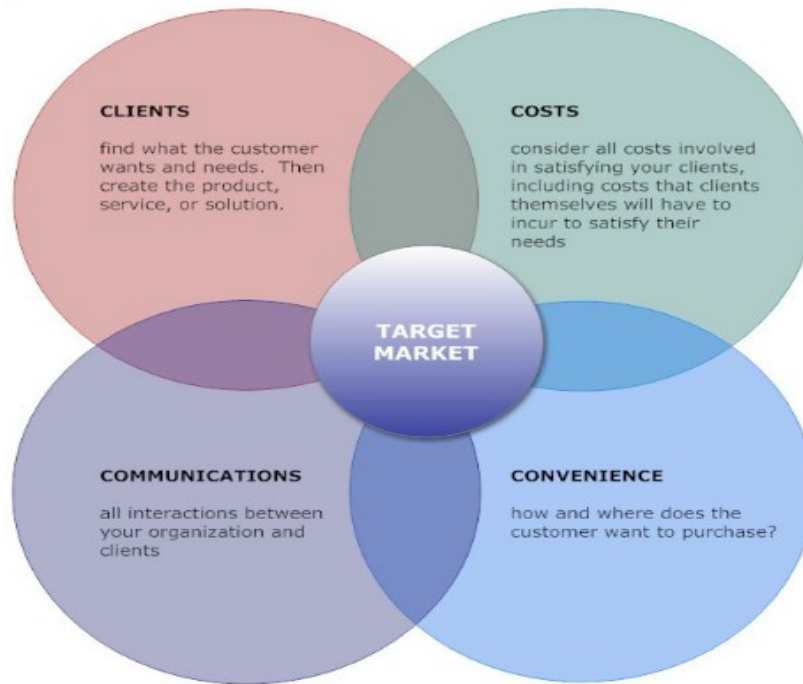 CLIENTS
find what the customer
wants and needs.  Then
create the product,
service, or solution.
COSTS
consider all costs involved
in satisfying your clients,
including costs that clients
themselves will have to
incur to satisfy their
needs
TARGET
MARKET
COMMUNICATIONS
all interactions between
your organization and
clients
CONVENIENCE
how and where does the
customer want to purchase?